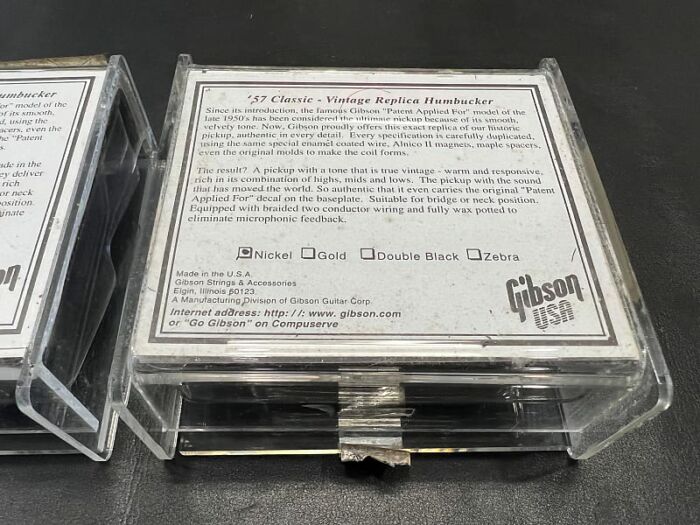 umbucker
or" model of the
of its smooth,
d, using the
acers, even the
he "Patent
s.
ade in the
ey deliver
rich
or neck
position.
inate
on
'57 Classic - Vintage Replica Humbucker
Since its introduction, the famous Gibson "Patent Applied For" model of the
late 1950's has been considered the ultimate pickup because of its smooth,
velvety tone. Now, Gibson proudly offers this exact replica of our historic
pickup, authentic in every detail. Every specification is carefully duplicated,
using the same special enamel coated wire, Alnico II magnets, maple spacers,
even the original molds to make the coil forms.
The result? A pickup with a tone that is true vintage - warm and responsive,
rich in its combination of highs, mids and lows. The pickup with the sound
that has moved the world. So authentic that it even carries the original "Patent
Applied For" decal on the baseplate. Suitable for bridge or neck position.
Equipped with braided two conductor wiring and fully wax potted to
eliminate microphonic feedback.
Nickel Gold Double Black Zebra
Made in the U.S.A.
Gibson Strings & Accessories
Elgin, Illinois 60123
A Manufacturing Division of Gibson Guitar Corp.
Internet address: http: //: www. gibson.com
or "Go Gibson" on Compuserve
Gibson
USA